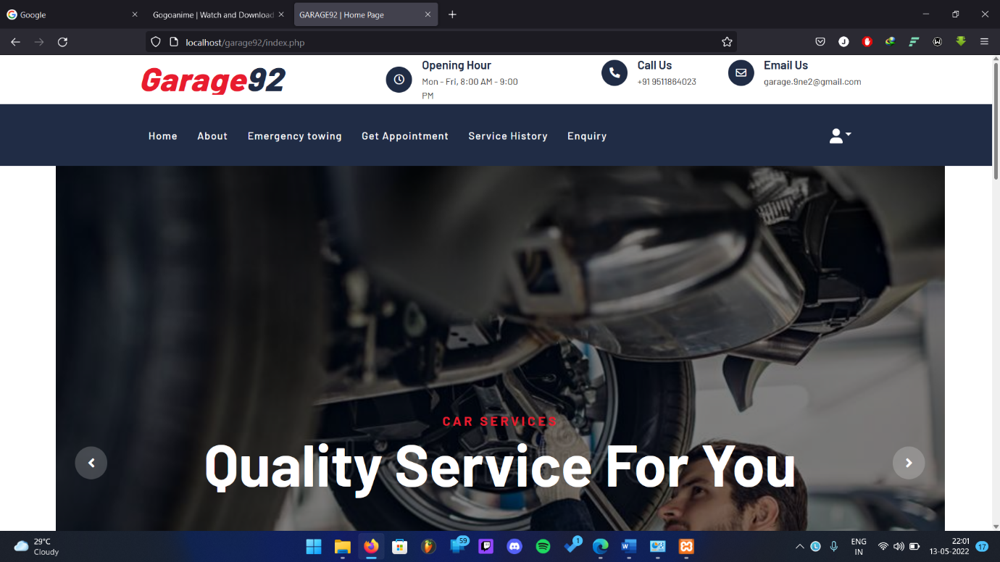 Google
Gogoanime | Watch and Download
GARAGE92 | Home Page
localhost/garage92/index.php
Garage92
Opening Hour
Mon - Fri, 8:00 AM - 9:00
PM
Call Us
+91 9511864023
Email Us
garage.9ne2@gmail.com
Home About Emergency towing Get Appointment Service History Enquiry
CAR SERVICES
Quality Service For You
29°C
Cloudy
59
1
ENG
IN
22:01
13-05-2022
17